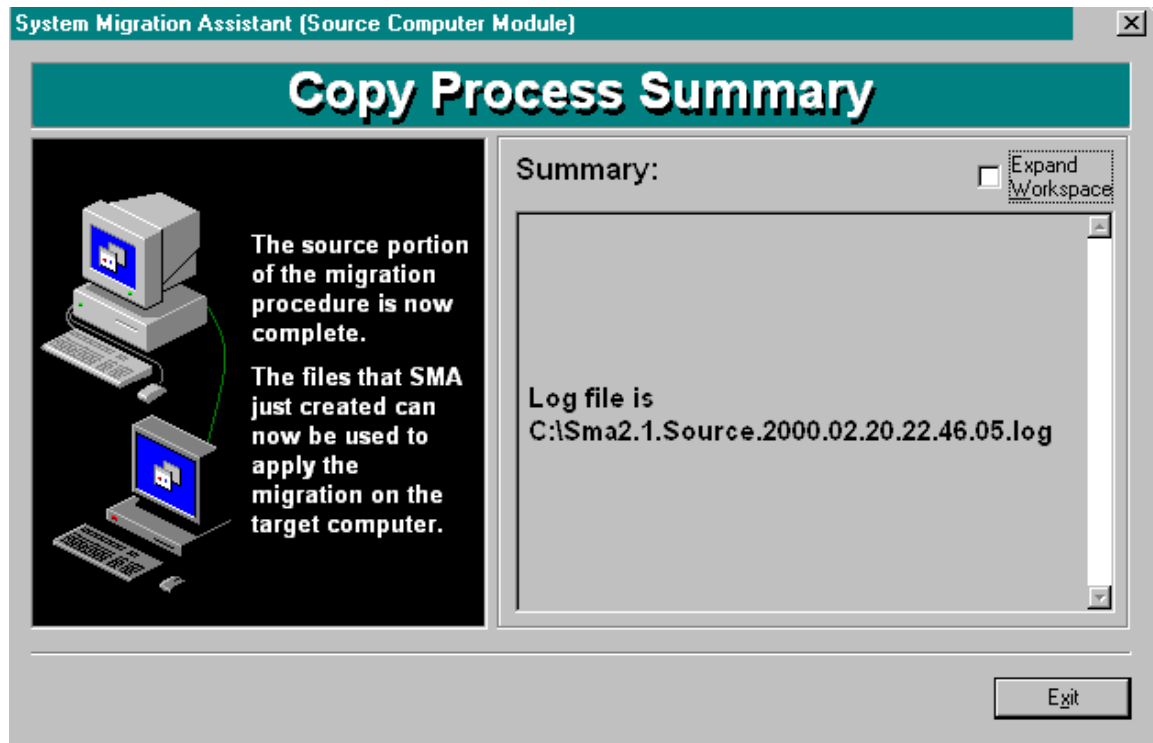 System Migration Assistant (Source Computer Module)
Copy Process Summary
The source portion
of the migration
procedure is now
complete.
The files that SMA
just created can
now be used to
apply the
migration on the
target computer.
Summary:
Expand
Workspace
Log file is
C:\Sma2.1.Source.2000.02.20.22.46.05.log
Exit